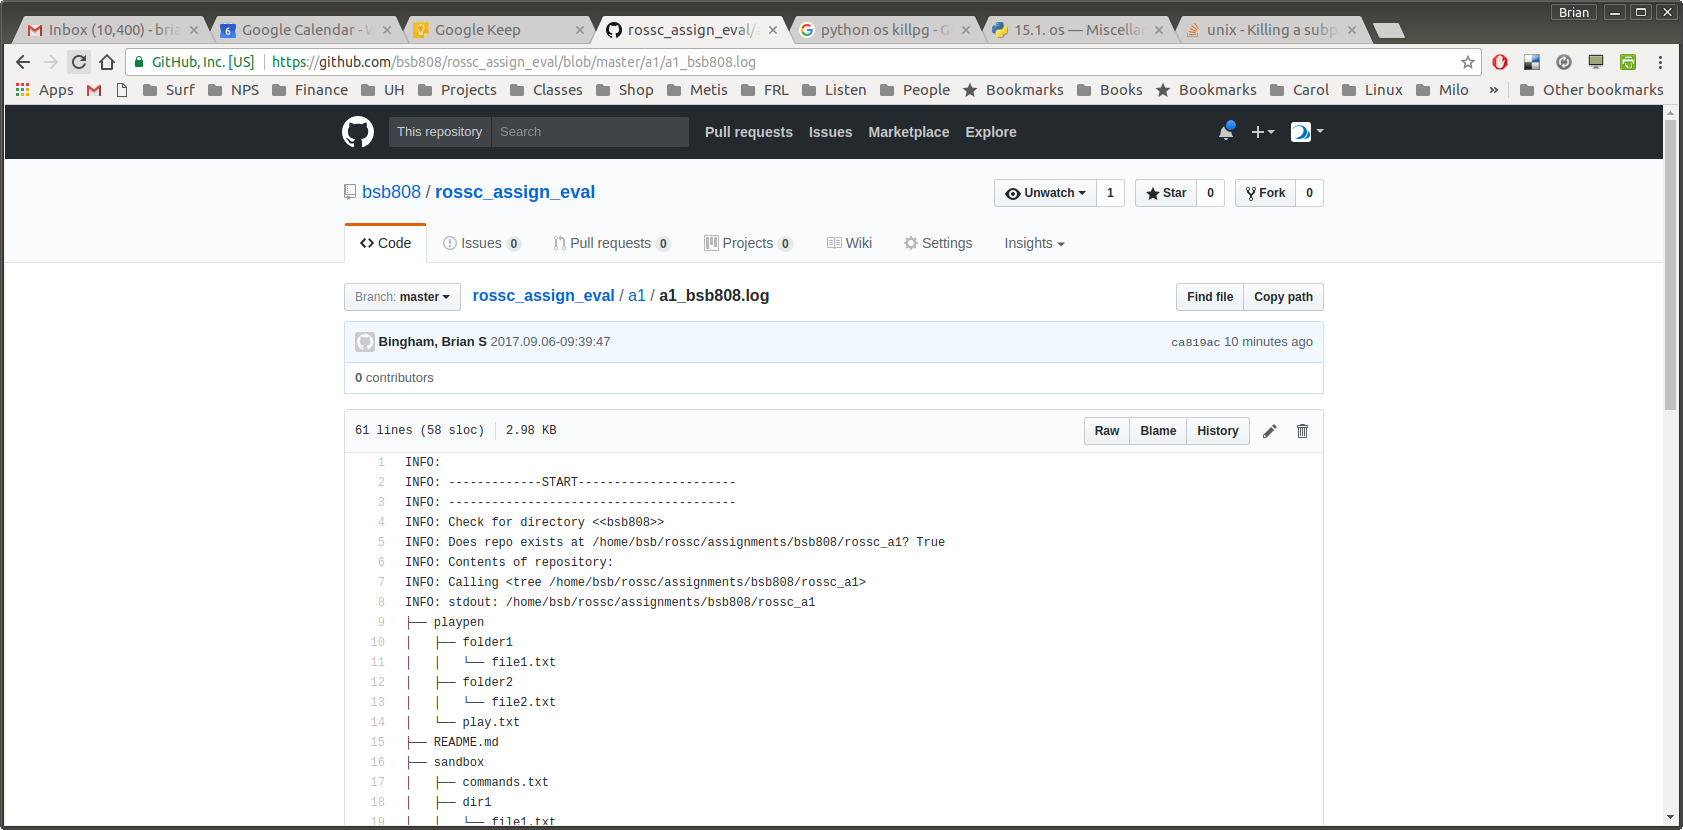 Brian
Inbox (10,400) - bria
Google Calendar - W
Google Keep
rossc_assign_eval/a
python os killpg - G
15.1. os — Miscella
unix - Killing a subp
GitHub, Inc. [US]
https://github.com/bsb808/rossc_assign_eval/blob/master/a1/a1_bsb808.log
Apps
Surf
NPS
Finance
UH
Projects
Classes
Shop
Metis
FRL
Listen
People
Bookmarks
Books
Bookmarks
Carol
Linux
Milo
»
Other bookmarks
This repository
Search
Pull requests
Issues
Marketplace
Explore
bsb808 / rossc_assign_eval
Unwatch 1
Star 0
Fork 0
Code
Issues 0
Pull requests 0
Projects 0
Wiki
Settings
Insights
Branch: master
rossc_assign_eval / a1 / a1_bsb808.log
Find file
Copy path
Bingham, Brian S 2017.09.06-09:39:47
ca819ac 10 minutes ago
0 contributors
61 lines (58 sloc) 2.98 KB
Raw
Blame
History
1 INFO:
2 INFO: -------------START----------------------
3 INFO: ----------------------------------------
4 INFO: Check for directory <<bsb808>>
5 INFO: Does repo exists at /home/bsb/rossc/assignments/bsb808/rossc_a1? True
6 INFO: Contents of repository:
7 INFO: Calling <tree /home/bsb/rossc/assignments/bsb808/rossc_a1>
8 INFO: stdout: /home/bsb/rossc/assignments/bsb808/rossc_a1
9 ├── playpen
10 │   ├── folder1
11 │   │   └── file1.txt
12 │   ├── folder2
13 │   │   └── file2.txt
14 │   └── play.txt
15 ├── README.md
16 ├── sandbox
17 │   ├── commands.txt
18 │   ├── dir1
19 │   │   └── file1.txt